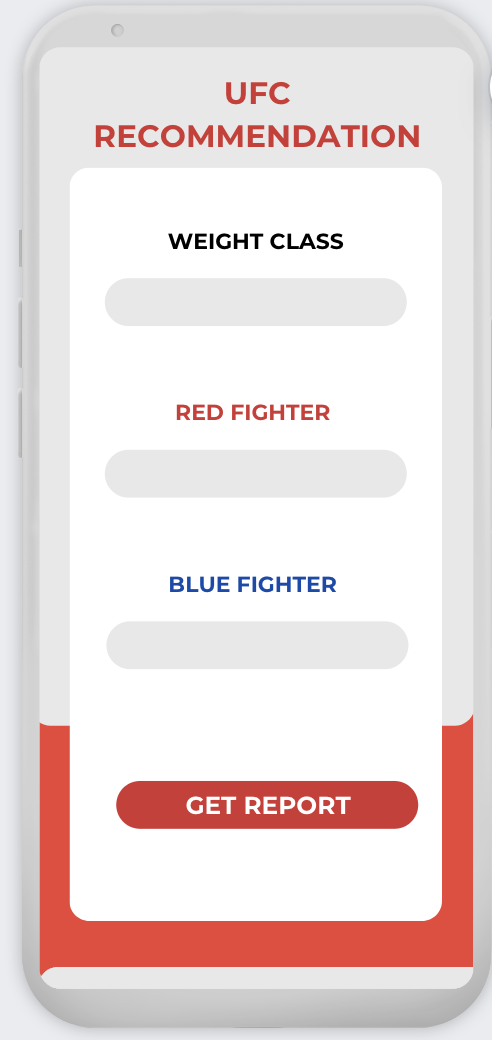 UFC
RECOMMENDATION
WEIGHT CLASS
RED FIGHTER
BLUE FIGHTER
GET REPORT